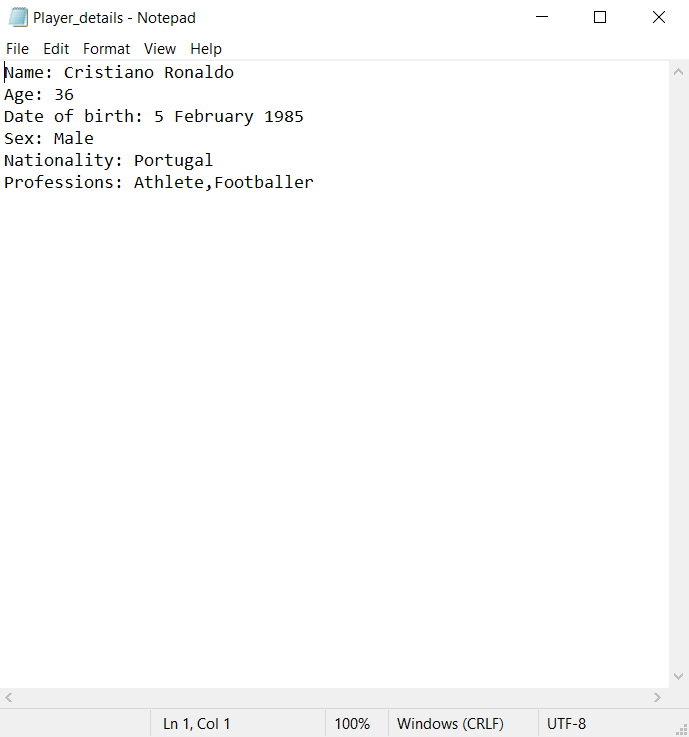 Player_details - Notepad
File Edit Format View Help
Name: Cristiano Ronaldo
Age: 36
Date of birth: 5 February 1985
Sex: Male
Nationality: Portugal
Professions: Athlete,Footballer
Ln 1, Col 1 100% Windows (CRLF) UTF-8